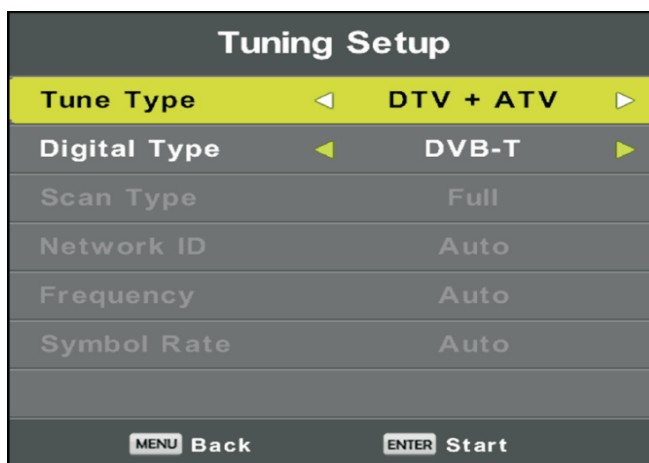 Tuning Setup
Tune Type DTV + ATV
Digital Type DVB-T
Scan Type Full
Network ID Auto
Frequency Auto
Symbol Rate Auto
MENU Back ENTER Start